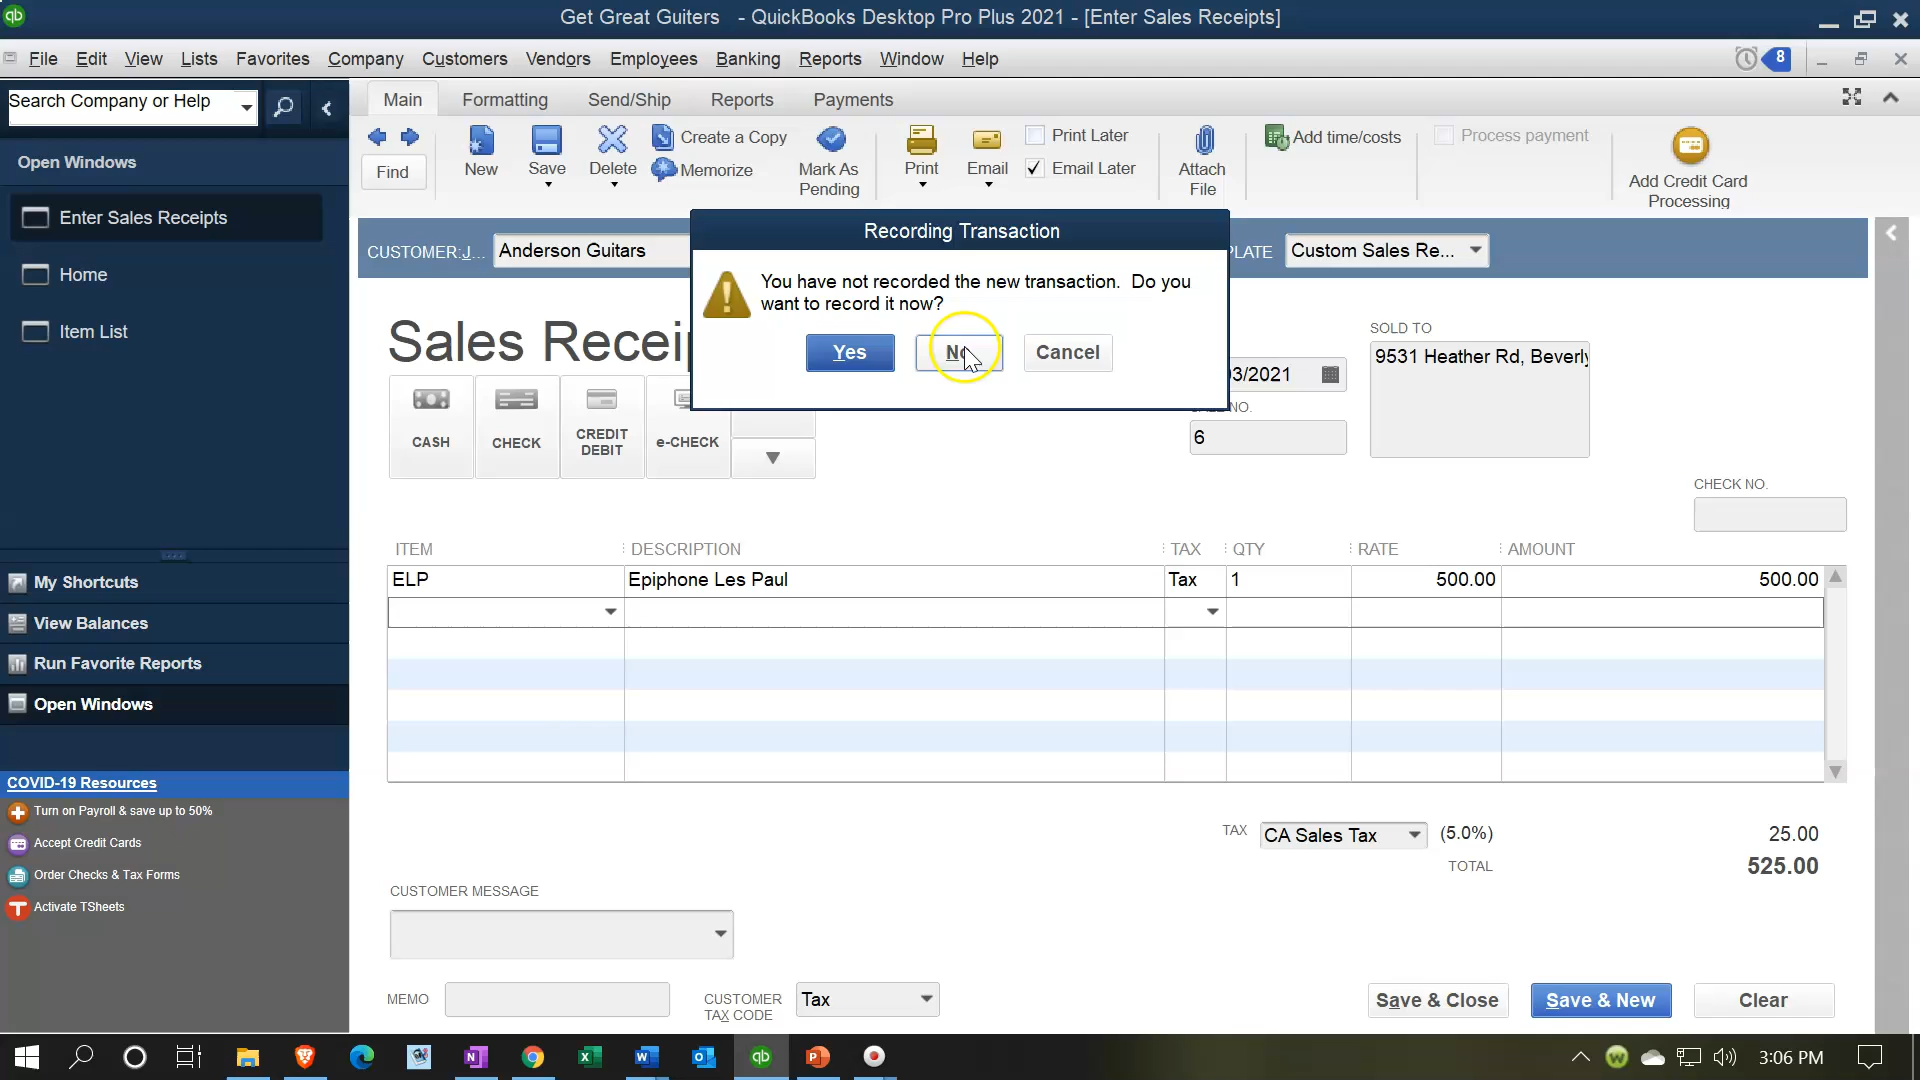 qb
Get Great Guiters - QuickBooks Desktop Pro Plus 2021 - [Enter Sales Receipts]
File Edit View Lists Favorites Company Customers Vendors Employees Banking Reports Window Help
8
Search Company or Help
Main Formatting Send/Ship Reports Payments
Find
New
Save
Delete
Create a Copy
Memorize
Mark As
Pending
Print
Email
Print Later
Email Later
Attach
File
Add time/costs
Process payment
Add Credit Card
Processing
Open Windows
Enter Sales Receipts
Home
Item List
My Shortcuts
View Balances
Run Favorite Reports
Open Windows
COVID-19 Resources
Turn on Payroll & save up to 50%
Accept Credit Cards
Order Checks & Tax Forms
Activate TSheets
CUSTOMER:J... Anderson Guitars
PLATE Custom Sales Re...
Recording Transaction
You have not recorded the new transaction. Do you
want to record it now?
Yes No Cancel
Sales Recei
CASH
CHECK
CREDIT
DEBIT
e-CHECK
3/2021
NO.
6
SOLD TO
9531 Heather Rd, Beverly
CHECK NO.
ITEM DESCRIPTION TAX QTY RATE AMOUNT
ELP Epiphone Les Paul Tax 1 500.00 500.00
TAX CA Sales Tax (5.0%) 25.00
TOTAL 525.00
CUSTOMER MESSAGE
MEMO
CUSTOMER
TAX CODE
Tax
Save & Close Save & New Clear
3:06 PM